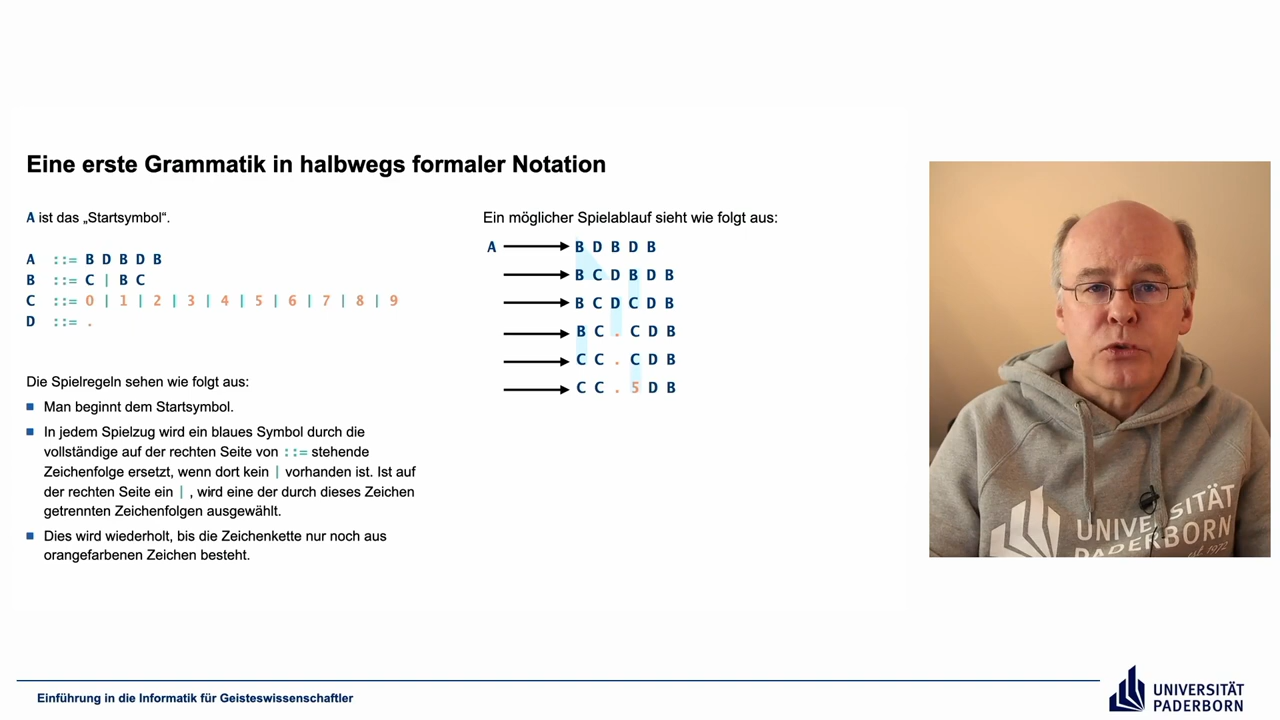 Eine erste Grammatik in halbwegs formaler Notation
A ist das „Startsymbol“.
A ::= B D B D B
B ::= C | B C
C ::= 0 | 1 | 2 | 3 | 4 | 5 | 6 | 7 | 8 | 9
D ::= .
Die Spielregeln sehen wie folgt aus:
Man beginnt dem Startsymbol.
In jedem Spielzug wird ein blaues Symbol durch die
vollständige auf der rechten Seite von ::= stehende
Zeichenfolge ersetzt, wenn dort kein | vorhanden ist. Ist auf
der rechten Seite ein | , wird eine der durch dieses Zeichen
getrennten Zeichenfolgen ausgewählt.
Dies wird wiederholt, bis die Zeichenkette nur noch aus
orangefarbenen Zeichen besteht.
Ein möglicher Spielablauf sieht wie folgt aus:
A B D B D B
B C D B D B
B C D C D B
B C . C D B
C C . C D B
C C . 5 D B
UNIVERSITÄT
PADERBORN
est 1972
Einführung in die Informatik für Geisteswissenschaftler
UNIVERSITÄT
PADERBORN